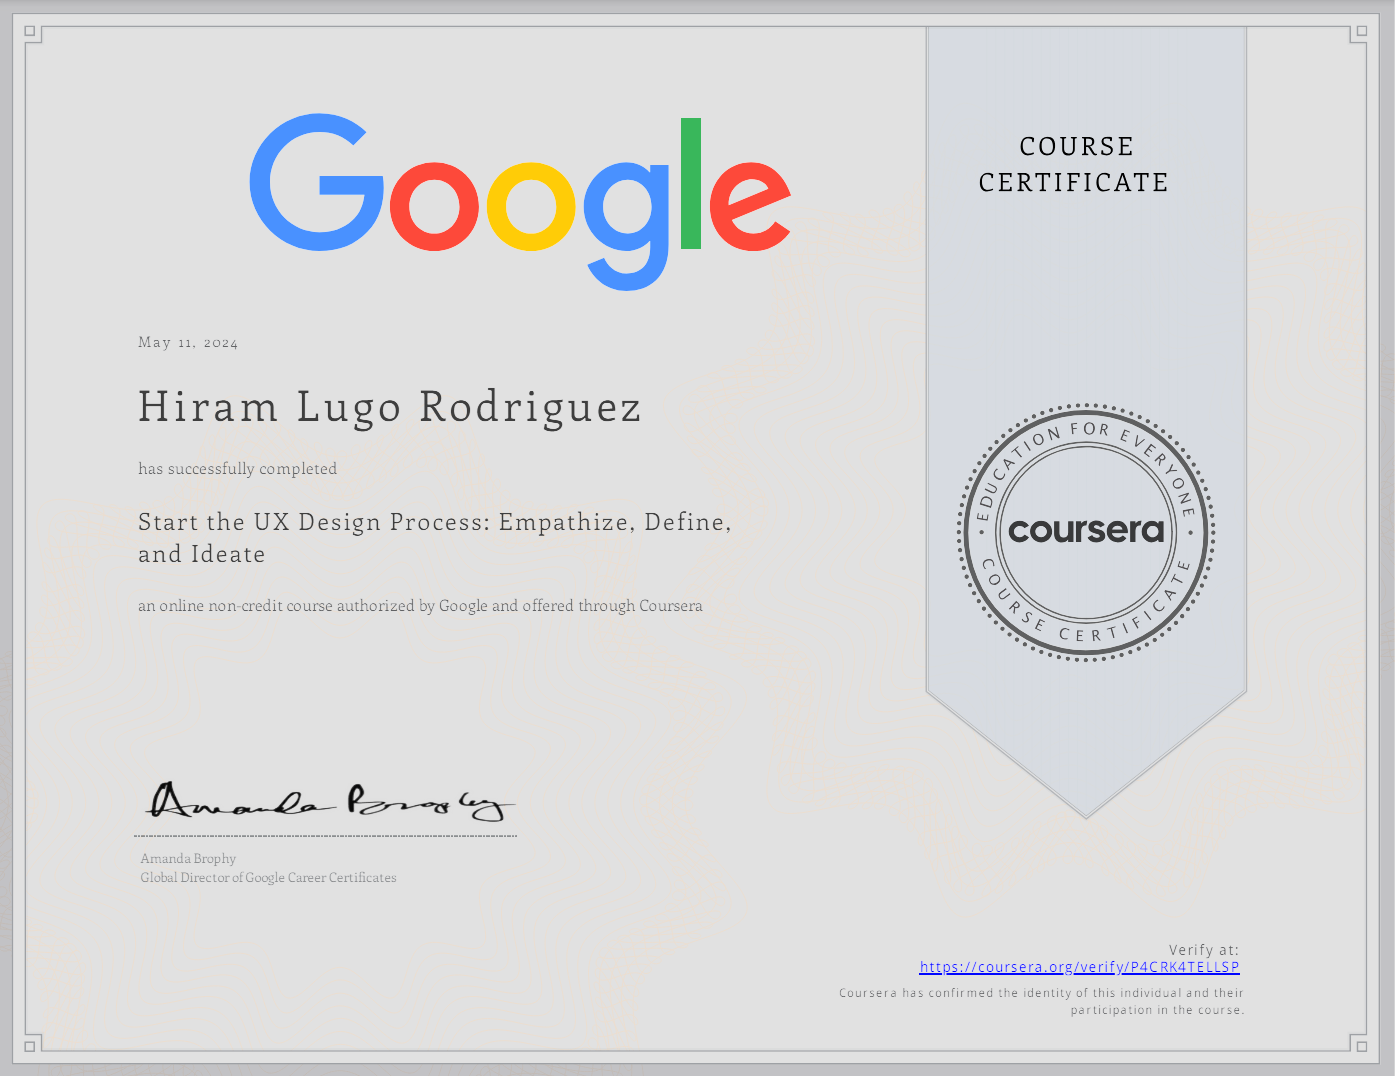 Google
COURSE
CERTIFICATE
May 11, 2024
Hiram Lugo Rodriguez
has successfully completed
Start the UX Design Process: Empathize, Define,
and Ideate
an online non-credit course authorized by Google and offered through Coursera
EDUCATION FOR EVERYONE
coursera
COURSE CERTIFICATE
Amanda Brophy
Amanda Brophy
Global Director of Google Career Certificates
Verify at:
https://coursera.org/verify/P4CRK4TELLSP
Coursera has confirmed the identity of this individual and their
participation in the course.